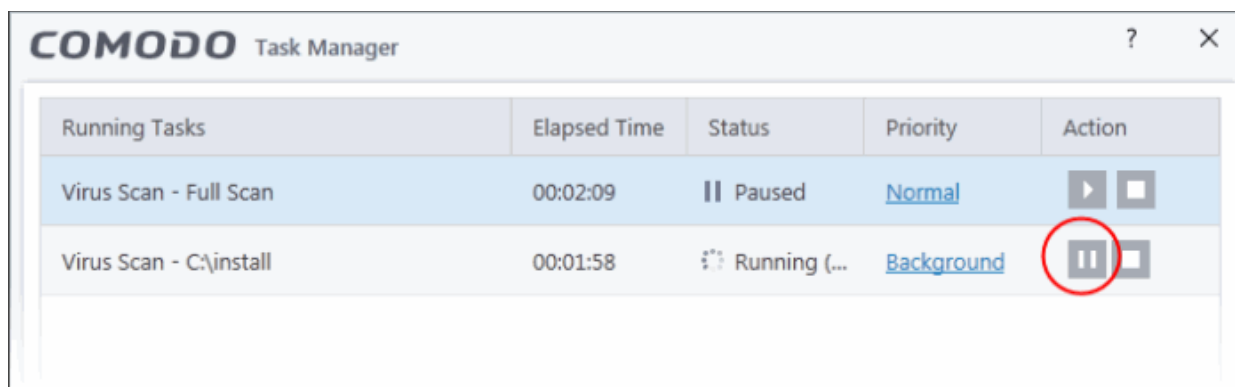 COMODO Task Manager ?
Running Tasks Elapsed Time Status Priority Action
Virus Scan - Full Scan 00:02:09 Paused Normal
Virus Scan - C:\install 00:01:58 Running (... Background